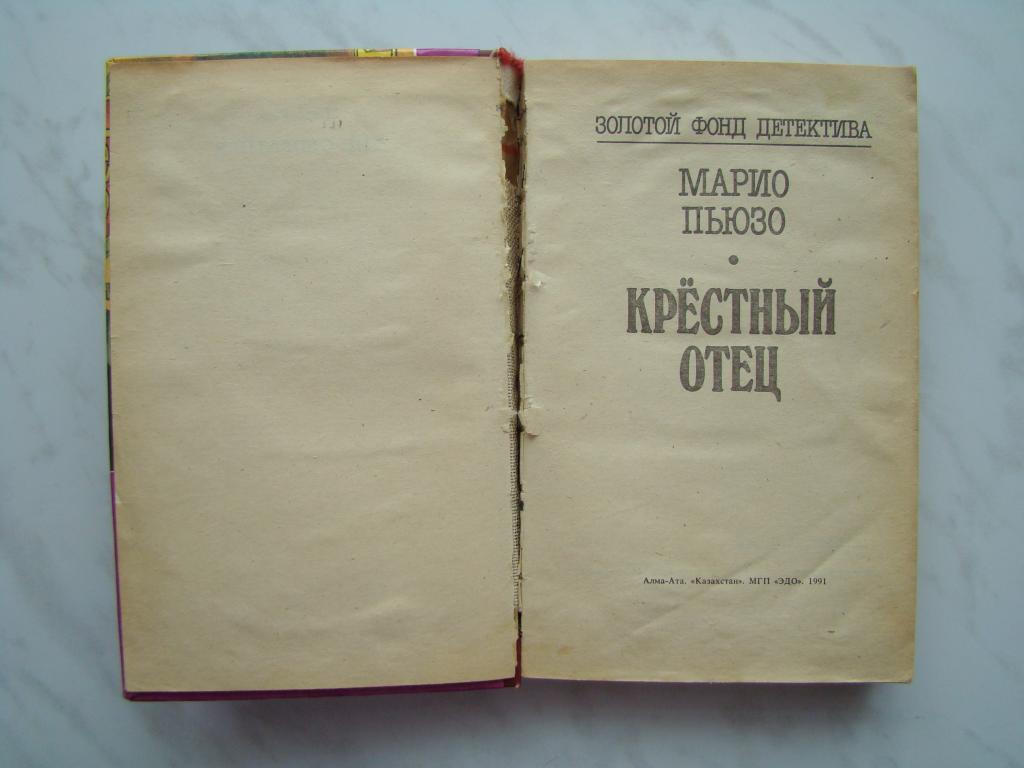 ЗОЛОТОЙ ФОНД ДЕТЕКТИВА
МАРИО
ПЬЮЗО
•
КРЁСТНЫЙ
ОТЕЦ
Алма-Ата. «Казахстан». МГП «ЭДО». 1991